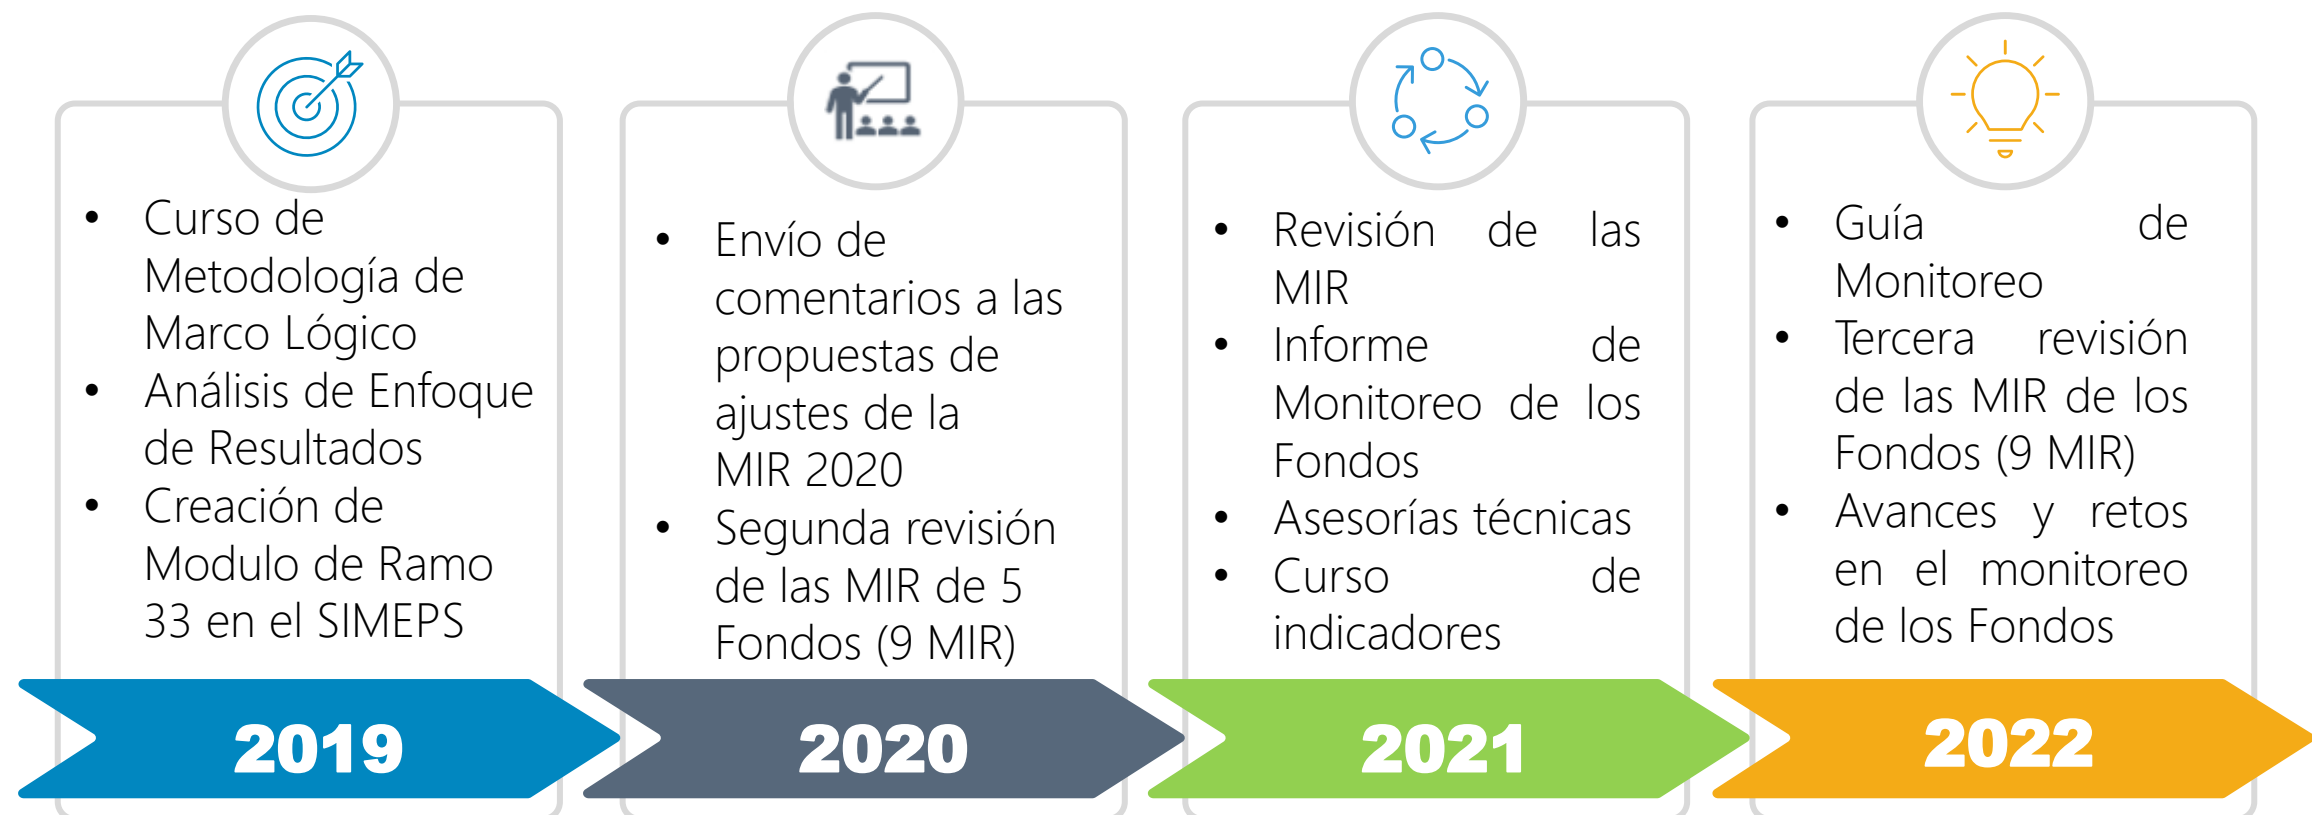 • Curso de
Metodología de
Marco Lógico
• Análisis de Enfoque
de Resultados
• Creación de
Modulo de Ramo
33 en el SIMEPS
2019
• Envío de
comentarios a las
propuestas de
ajustes de la
MIR 2020
• Segunda revisión
de las MIR de 5
Fondos (9 MIR)
2020
• Revisión de las
MIR
• Informe de
Monitoreo de los
Fondos
• Asesorías técnicas
• Curso de
indicadores
2021
• Guía de
Monitoreo
• Tercera revisión
de las MIR de los
Fondos (9 MIR)
• Avances y retos
en el monitoreo
de los Fondos
2022